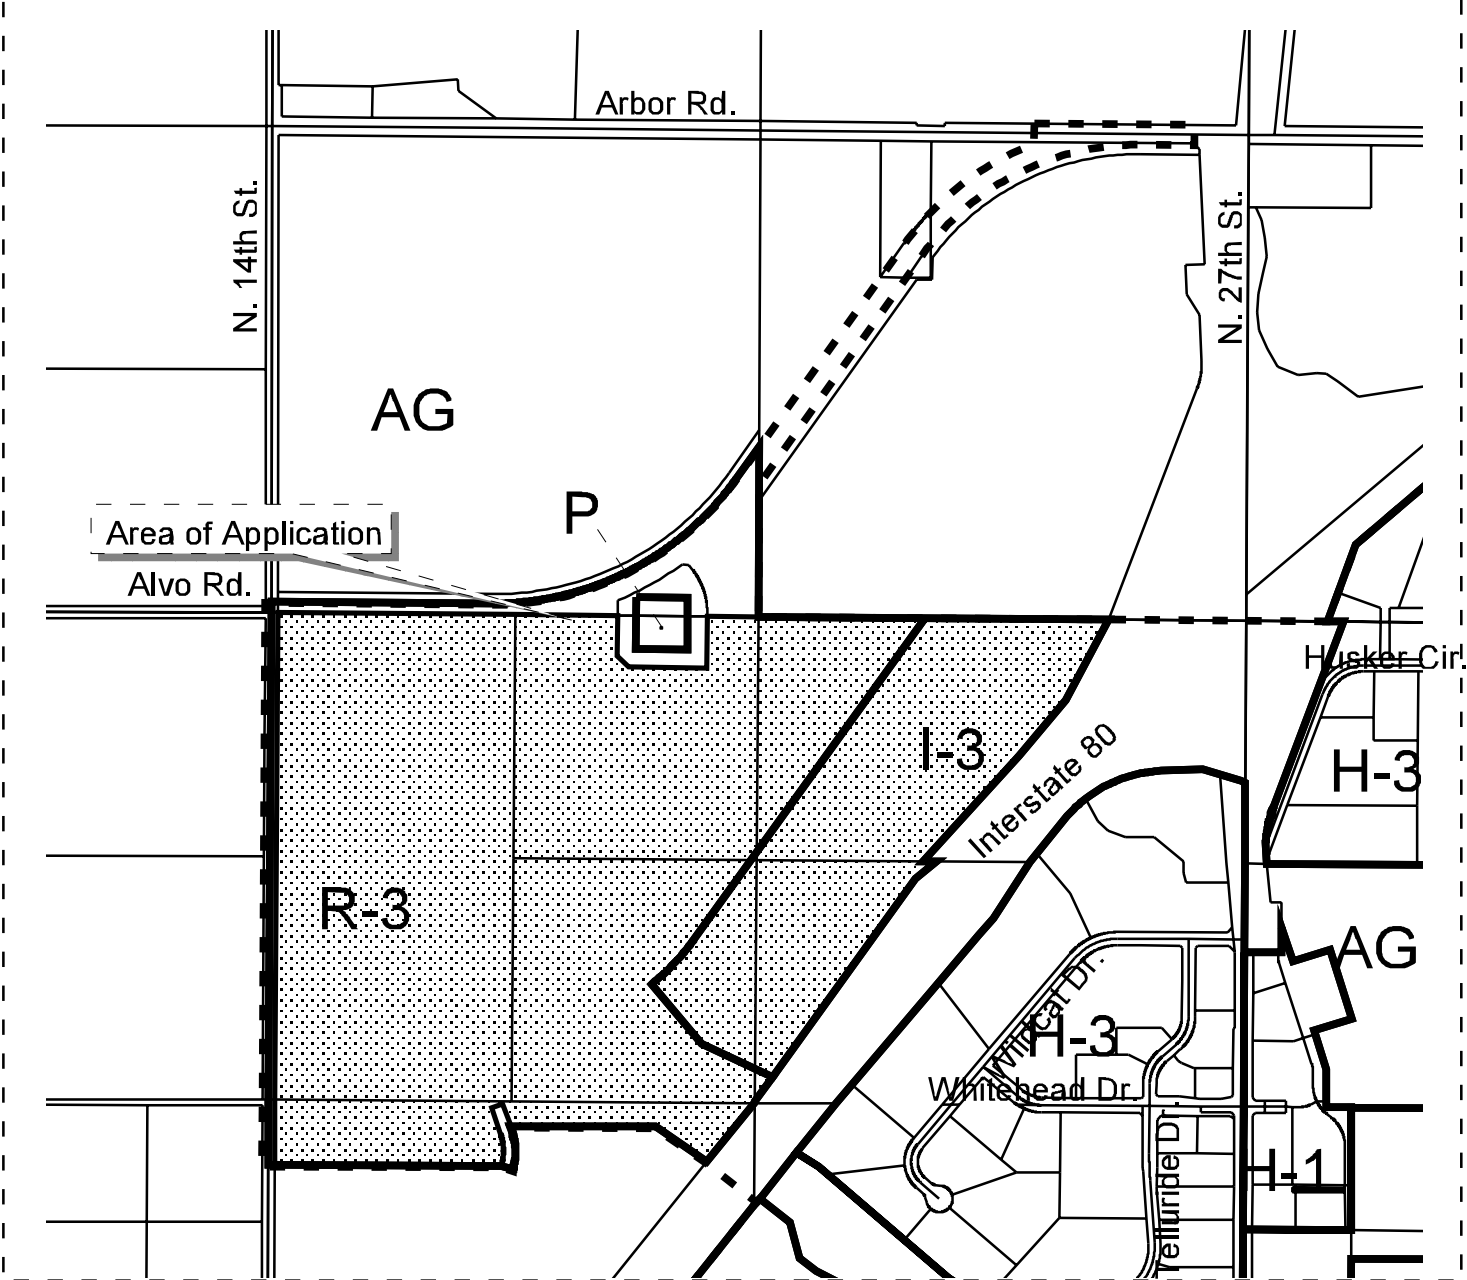 Arbor Rd.
N. 14th St.
N. 27th St.
AG
P
Area of Application
Alvo Rd.
Husker Cir.
I-3
Interstate 80
H-3
R-3
AG
Wildcat Dr.
H-3
Whitehead Dr.
Telluride Dr.
H-1